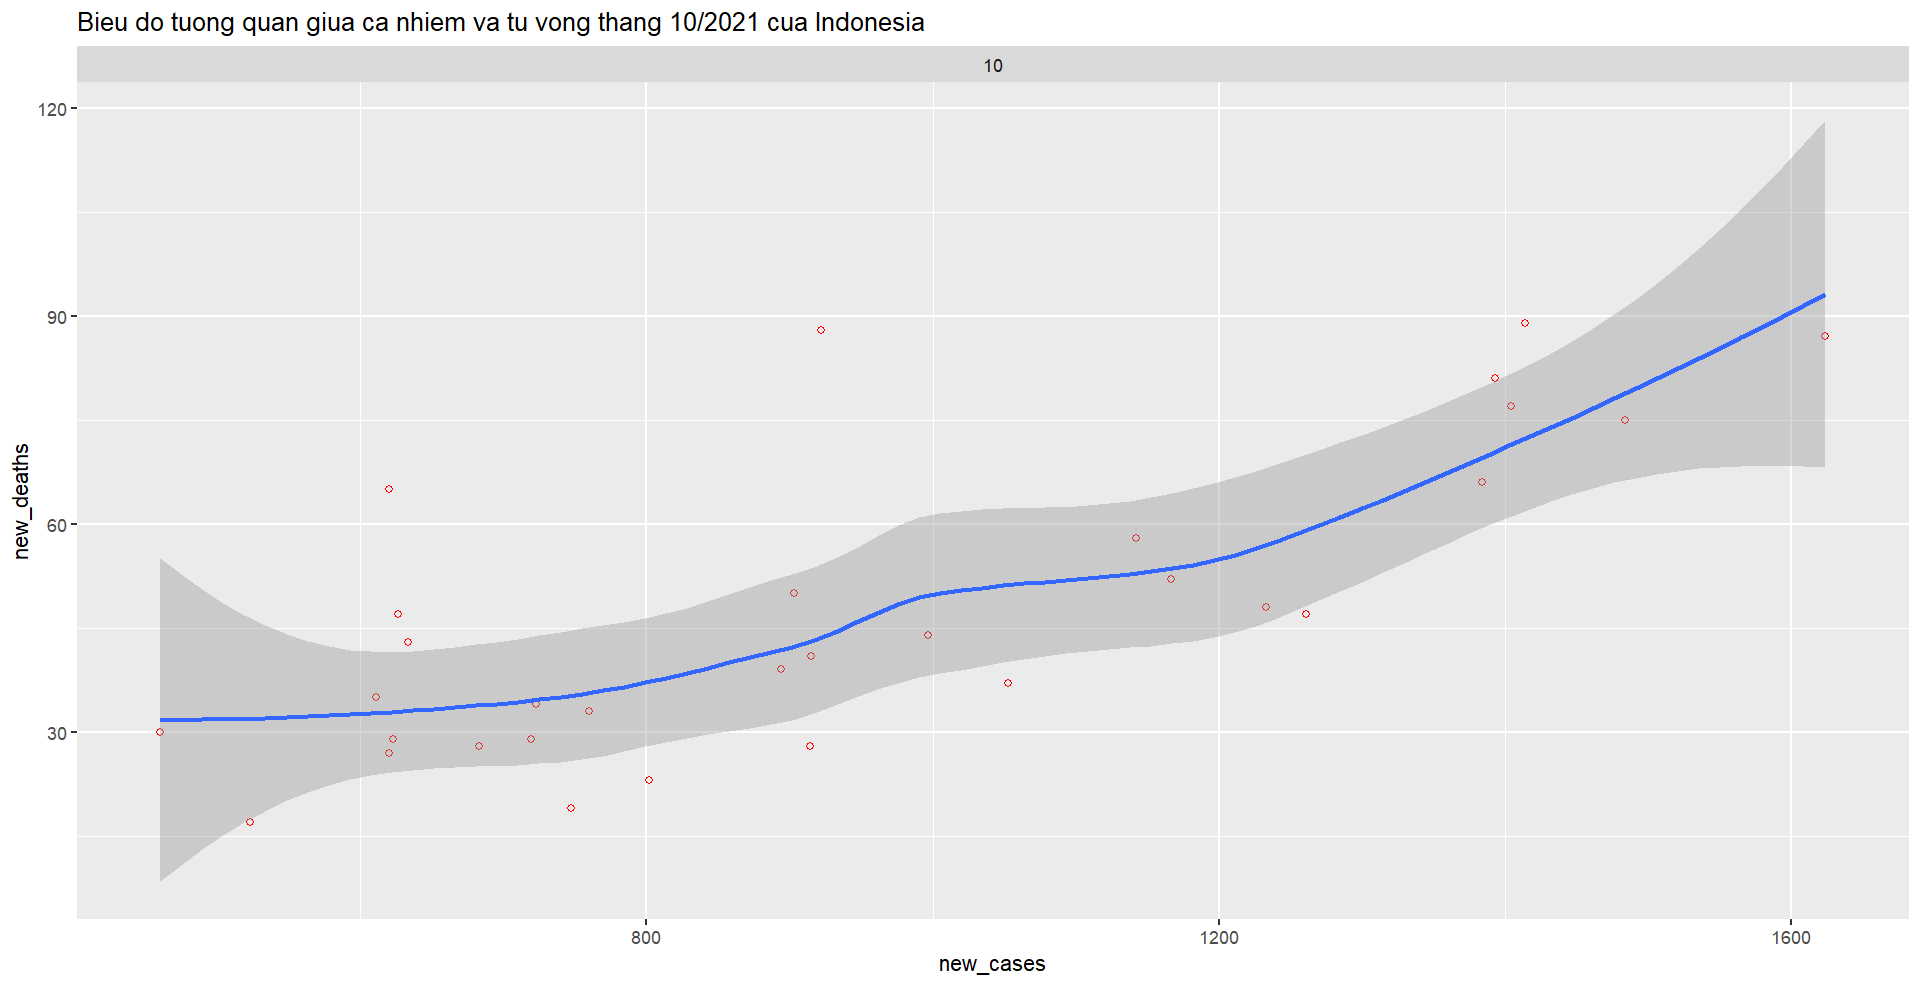 Bieu do tuong quan giua ca nhiem va tu vong thang 10/2021 cua Indonesia
10
120
90
60
30
new_deaths
800 1200 1600
new_cases